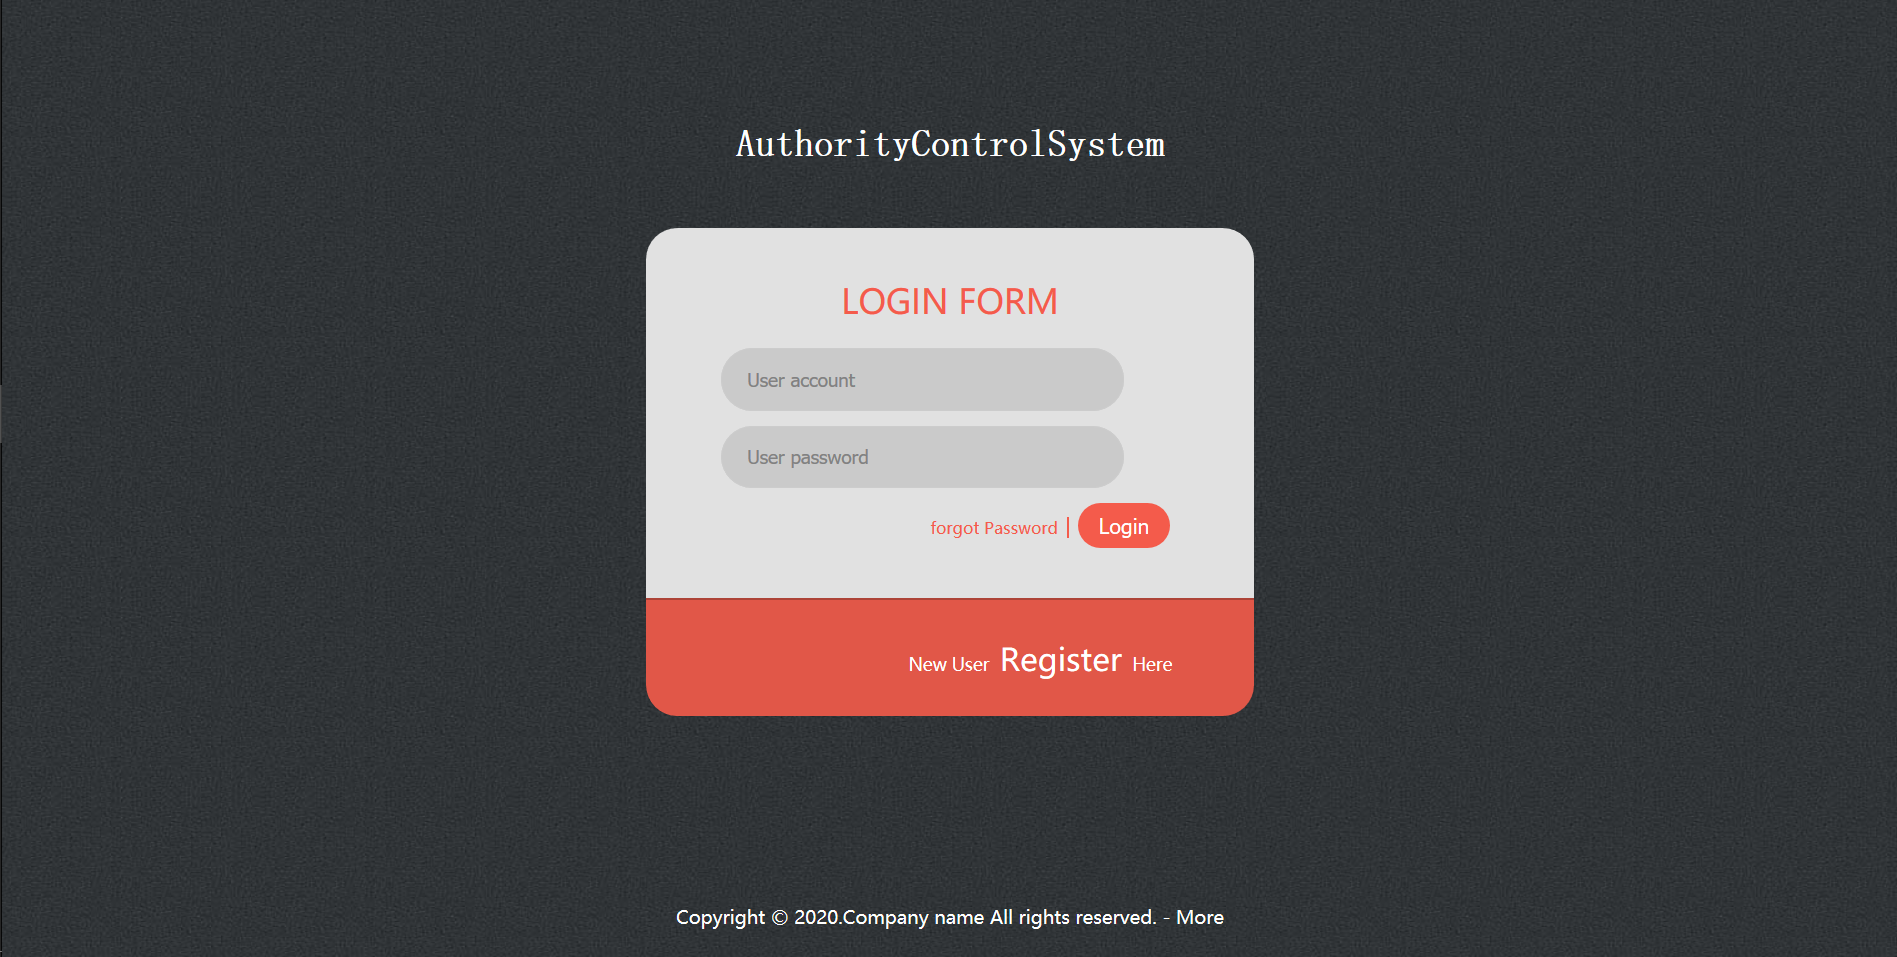 AuthorityControlSystem
LOGIN FORM
User account
User password
forgot Password | Login
New User Register Here
Copyright © 2020.Company name All rights reserved. - More